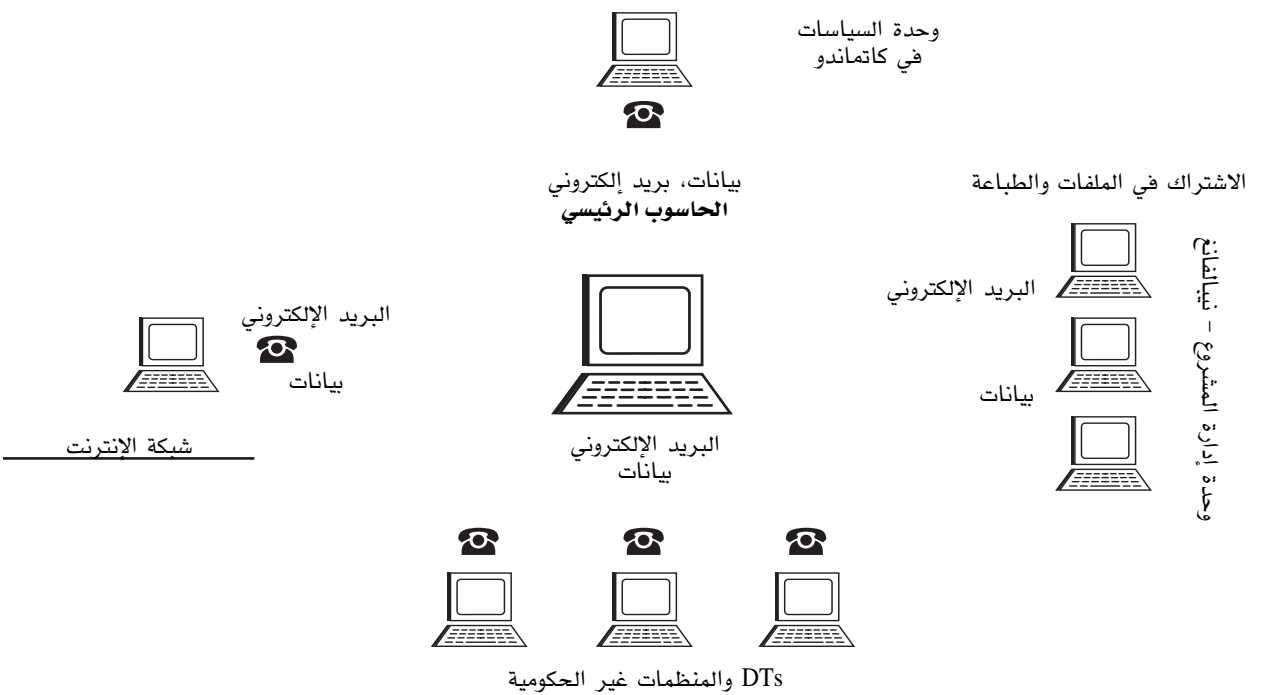 وحدة السياسات
في كاتماندو
بيانات، بريد إلكتروني
الحاسوب الرئيسي
الاشتراك في الملفات والطباعة
البريد الإلكتروني
بيانات
وحدة إدارة المشروع - نيبالفانغ
البريد الإلكتروني
بيانات
شبكة الإنترنت
البريد الإلكتروني
بيانات
DTs والمنظمات غير الحكومية